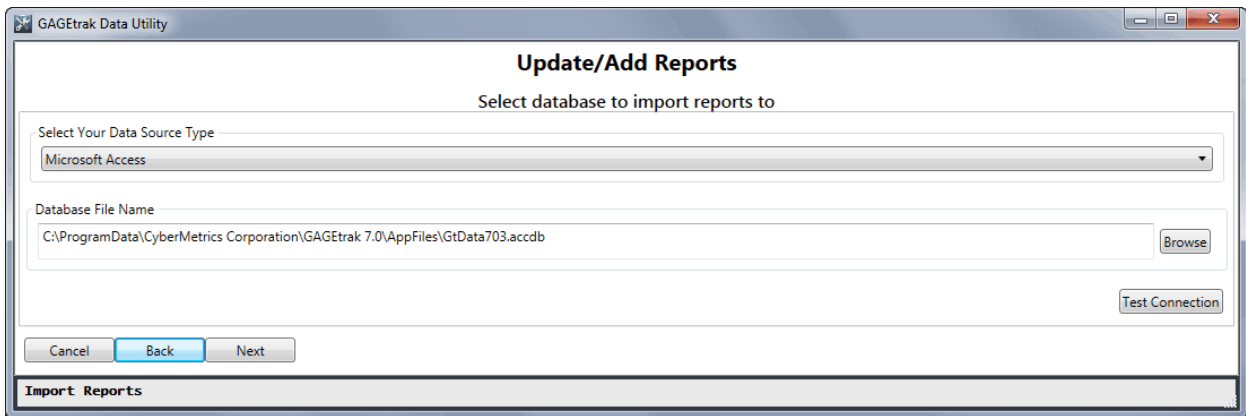 GAGEtrak Data Utility
Update/Add Reports
Select database to import reports to
Select Your Data Source Type
Microsoft Access
Database File Name
C:\ProgramData\CyberMetrics Corporation\GAGEtrak 7.0\AppFiles\GtData703.accdb
Browse
Test Connection
Cancel Back Next
Import Reports